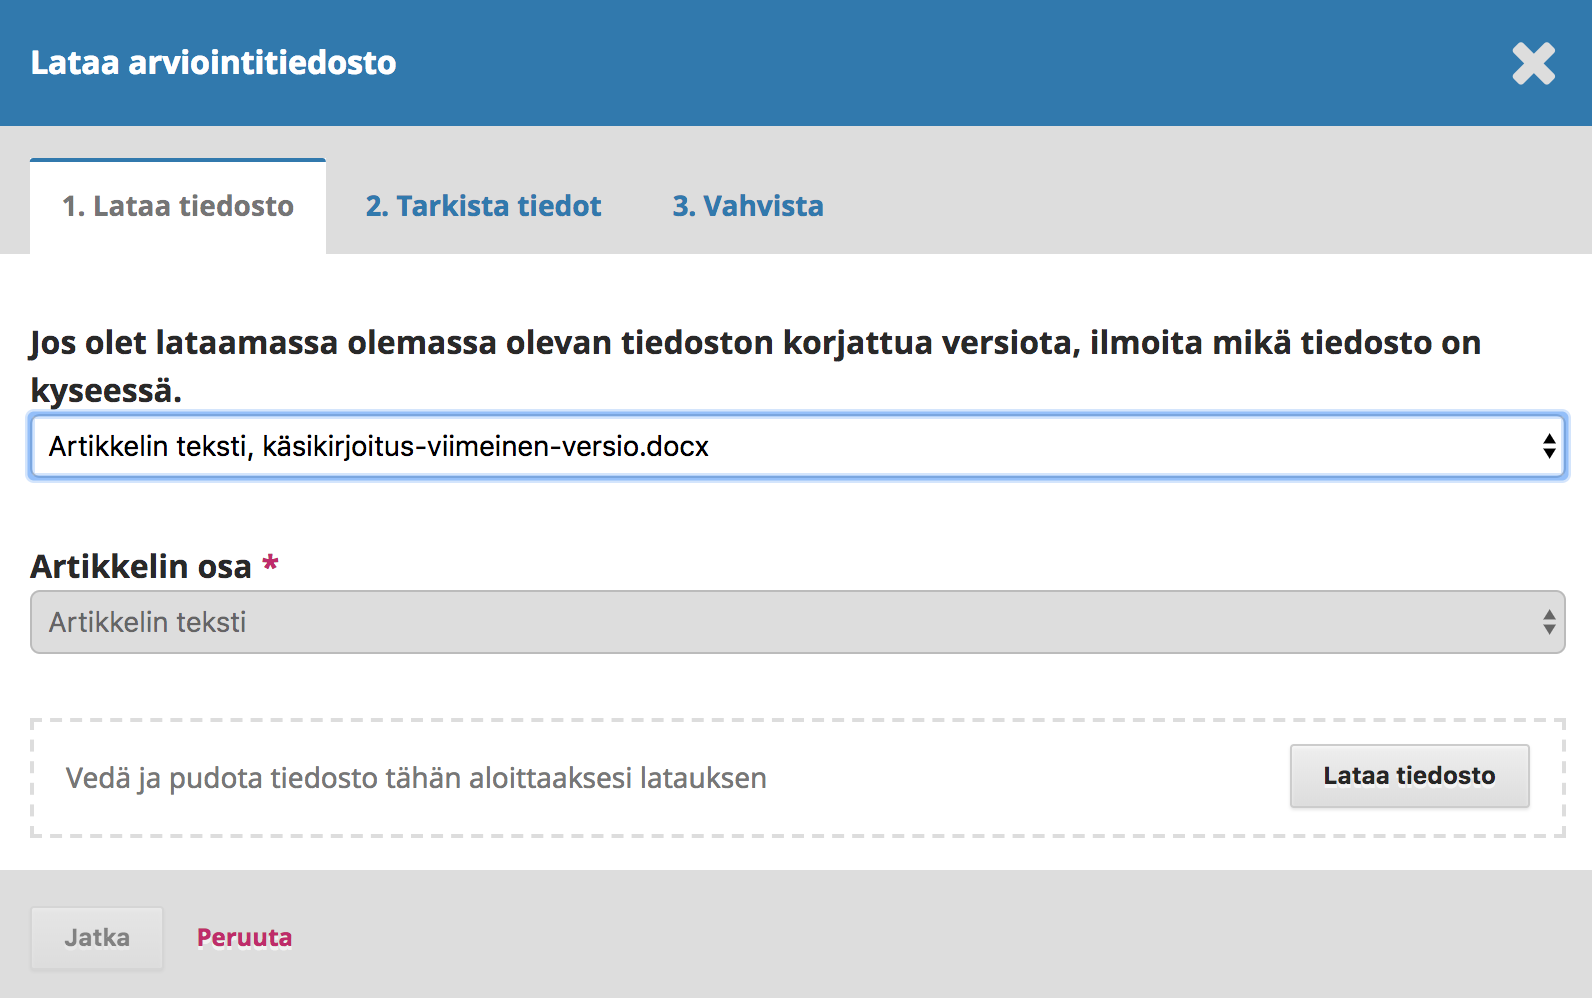 Lataa arviointitiedosto
1. Lataa tiedosto
2. Tarkista tiedot
3. Vahvista
Jos olet lataamassa olemassa olevan tiedoston korjattua versiota, ilmoita mikä tiedosto on
kyseessä.
Artikkelin teksti, käsikirjoitus-viimeinen-versio.docx
Artikkelin osa *
Artikkelin teksti
Vedä ja pudota tiedosto tähän aloittaaksesi latauksen
Lataa tiedosto
Jatka
Peruuta